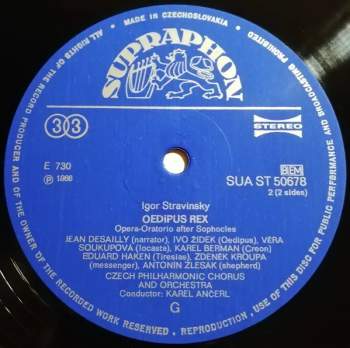 MADE IN CZECHOSLOVAKIA
ALL RIGHTS OF THE RECORD PRODUCER AND OF THE OWNER OF THE RECORDED WORK RESERVED. REPRODUCTION, USE OF THIS DISC FOR PUBLIC PERFORMANCE AND BROADCASTING PROHIBITED
SUPRAPHON
33
STEREO
E 730
BIEM
SUA ST 50678
℗ 1966
2 (2 sides)
Igor Stravinsky
OEDIPUS REX
Opera-Oratorio after Sophocles
JEAN DESAILLY (narrator), IVO ŽÍDEK (Oedipus), VĚRA
SOUKUPOVÁ (Iocaste), KAREL BERMAN (Creon)
EDUARD HAKEN (Tiresias), ZDENĚK KROUPA
(messenger), ANTONÍN ZLESÁK (shepherd)
CZECH PHILHARMONIC CHORUS
AND ORCHESTRA
Conductor: KAREL ANČERL
G